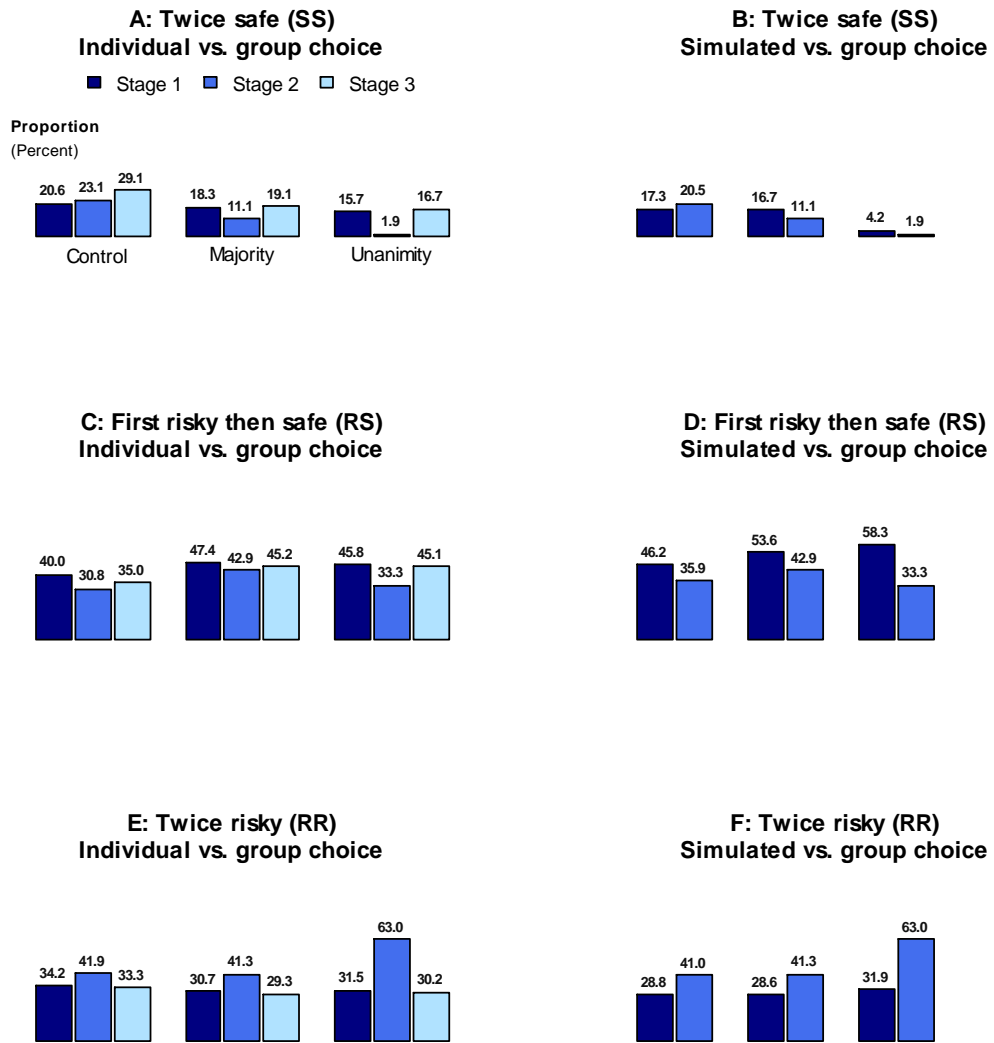 A: Twice safe (SS)
Individual vs. group choice
B: Twice safe (SS)
Simulated vs. group choice
Stage 1 Stage 2 Stage 3
Proportion
(Percent)
20.6 23.1 29.1 18.3 11.1 19.1 15.7 1.9 16.7
17.3 20.5 16.7 11.1 4.2 1.9
Control Majority Unanimity
C: First risky then safe (RS)
Individual vs. group choice
D: First risky then safe (RS)
Simulated vs. group choice
40.0 30.8 35.0 47.4 42.9 45.2 45.8 33.3 45.1
46.2 35.9 53.6 42.9 58.3 33.3
E: Twice risky (RR)
Individual vs. group choice
F: Twice risky (RR)
Simulated vs. group choice
34.2 41.9 33.3 30.7 41.3 29.3 31.5 63.0 30.2
28.8 41.0 28.6 41.3 31.9 63.0